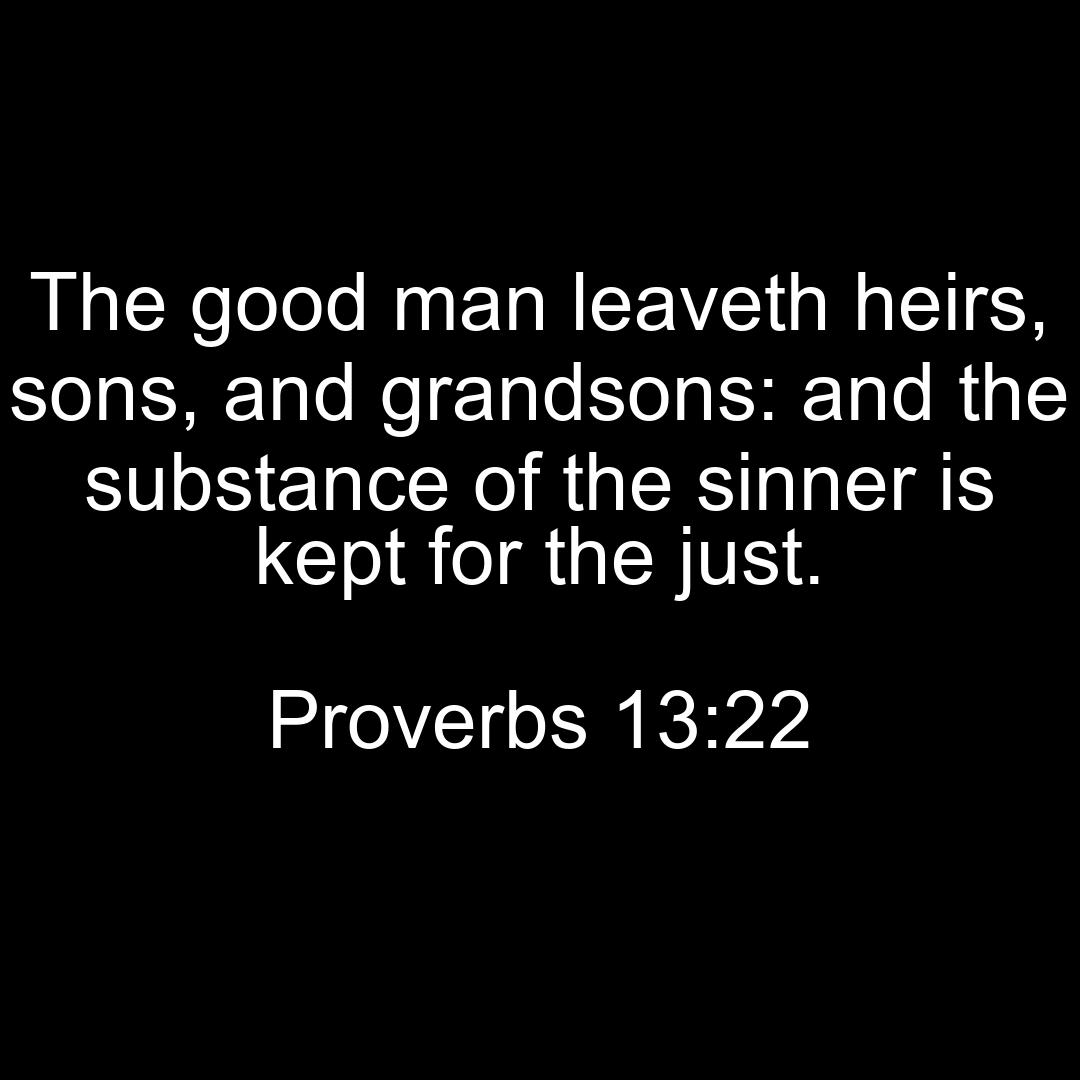 The good man leaveth heirs,
sons, and grandsons: and the
substance of the sinner is
kept for the just.
Proverbs 13:22